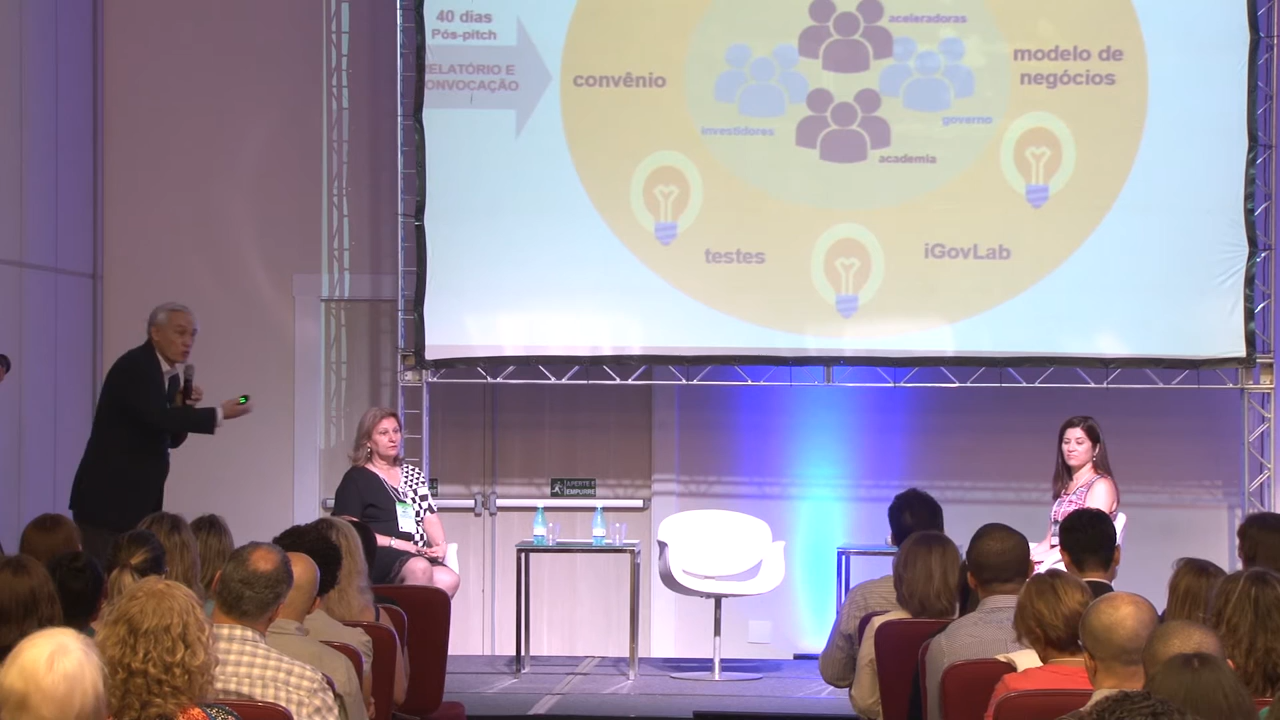 40 dias
Pós-pitch
RELATÓRIO E
CONVOCAÇÃO
convênio
aceleradoras
modelo de
negócios
investidores
governo
academia
testes
iGovLab
APERTE E
EMPURRE